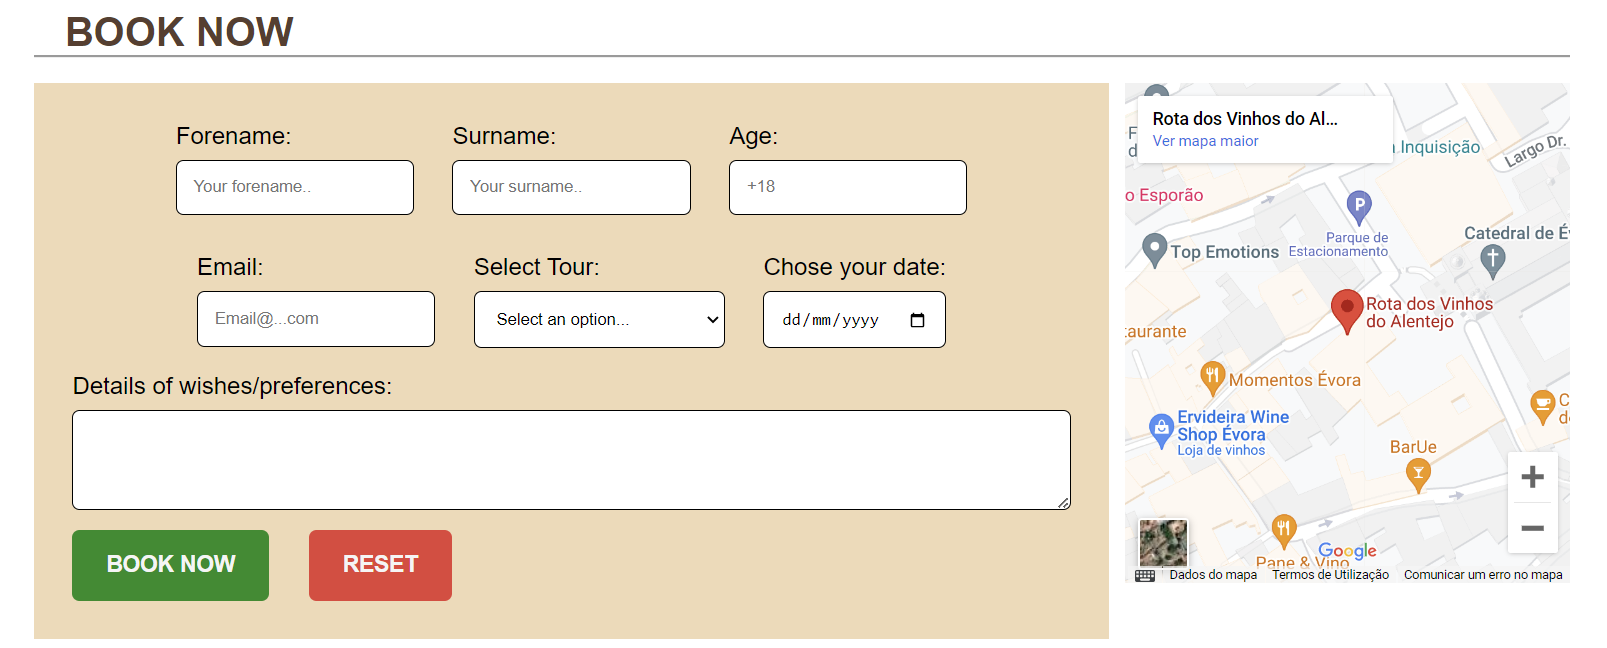 BOOK NOW
Forename:
Surname:
Age:
Your forename..
Your surname..
+18
Email:
Select Tour:
Chose your date:
Email@...com
Select an option...
dd/mm/yyyy
Details of wishes/preferences:
BOOK NOW
RESET
Rota dos Vinhos do Al...
Ver mapa maior
Inquisição
Largo Dr.
o Esporão
P
Parque de
Estacionamento
Catedral de É
Top Emotions
Rota dos Vinhos
do Alentejo
taurante
Momentos Évora
Ervideira Wine
Shop Évora
Loja de vinhos
BarUe
Pane & Vino
Google
Dados do mapa
Termos de Utilização
Comunicar um erro no mapa